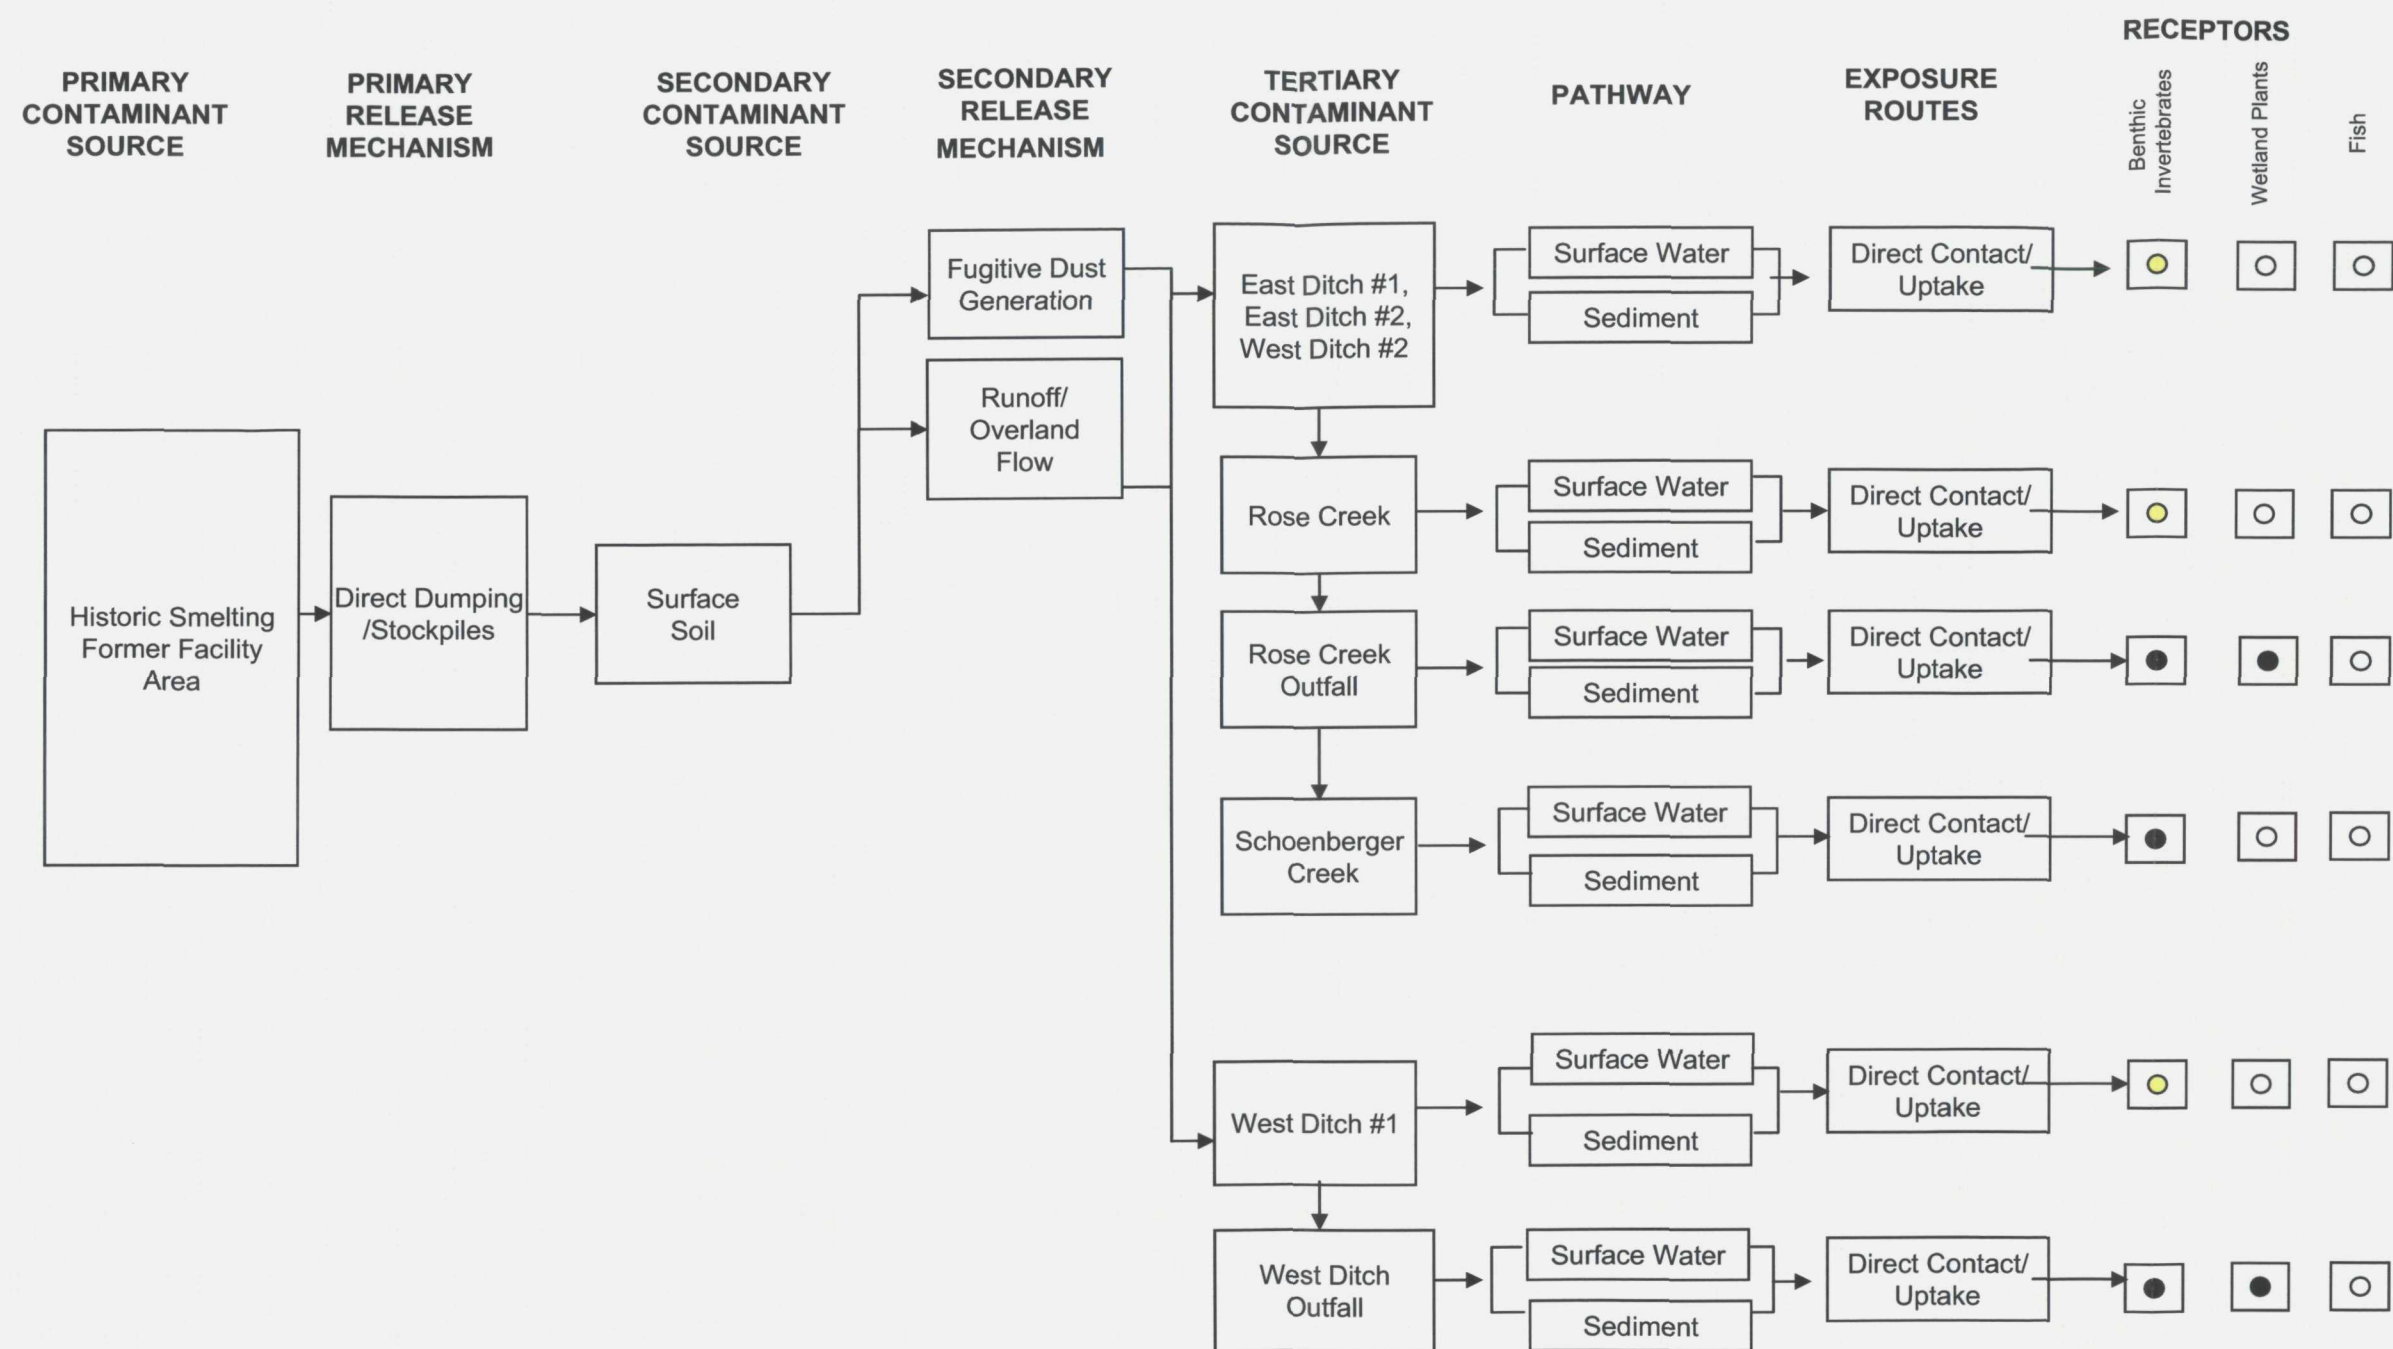 RECEPTORS
PRIMARY
CONTAMINANT
SOURCE
PRIMARY
RELEASE
MECHANISM
SECONDARY
CONTAMINANT
SOURCE
SECONDARY
RELEASE
MECHANISM
TERTIARY
CONTAMINANT
SOURCE
PATHWAY
EXPOSURE
ROUTES
Benthic
Invertebrates
Wetland Plants
Fish
Historic Smelting
Former Facility
Area
Direct Dumping
/Stockpiles
Surface
Soil
Fugitive Dust
Generation
Runoff/
Overland
Flow
East Ditch #1,
East Ditch #2,
West Ditch #2
Surface Water
Sediment
Direct Contact/
Uptake
Rose Creek
Surface Water
Sediment
Direct Contact/
Uptake
Rose Creek
Outfall
Surface Water
Sediment
Direct Contact/
Uptake
Schoenberger
Creek
Surface Water
Sediment
Direct Contact/
Uptake
West Ditch #1
Surface Water
Sediment
Direct Contact/
Uptake
West Ditch
Outfall
Surface Water
Sediment
Direct Contact/
Uptake